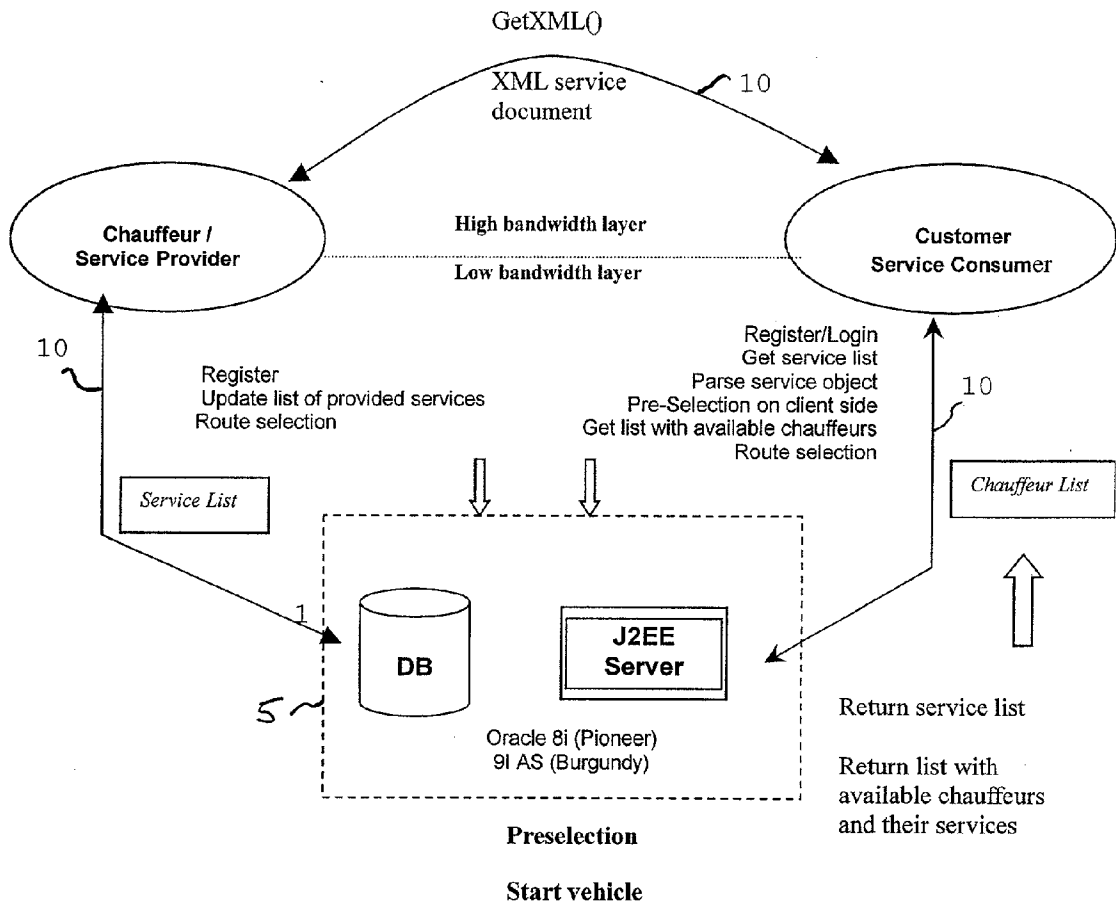 GetXML()
XML service
document
10
Chauffeur /
Service Provider
High bandwidth layer
Low bandwidth layer
Customer
Service Consumer
10
Register
Update list of provided services
Route selection
Register/Login
Get service list
Parse service object
Pre-Selection on client side
Get list with available chauffeurs
Route selection
10
Service List
Chauffeur List
1
DB
J2EE
Server
5
Oracle 8i (Pioneer)
9I AS (Burgundy)
Return service list
Return list with
available chauffeurs
and their services
Preselection
Start vehicle